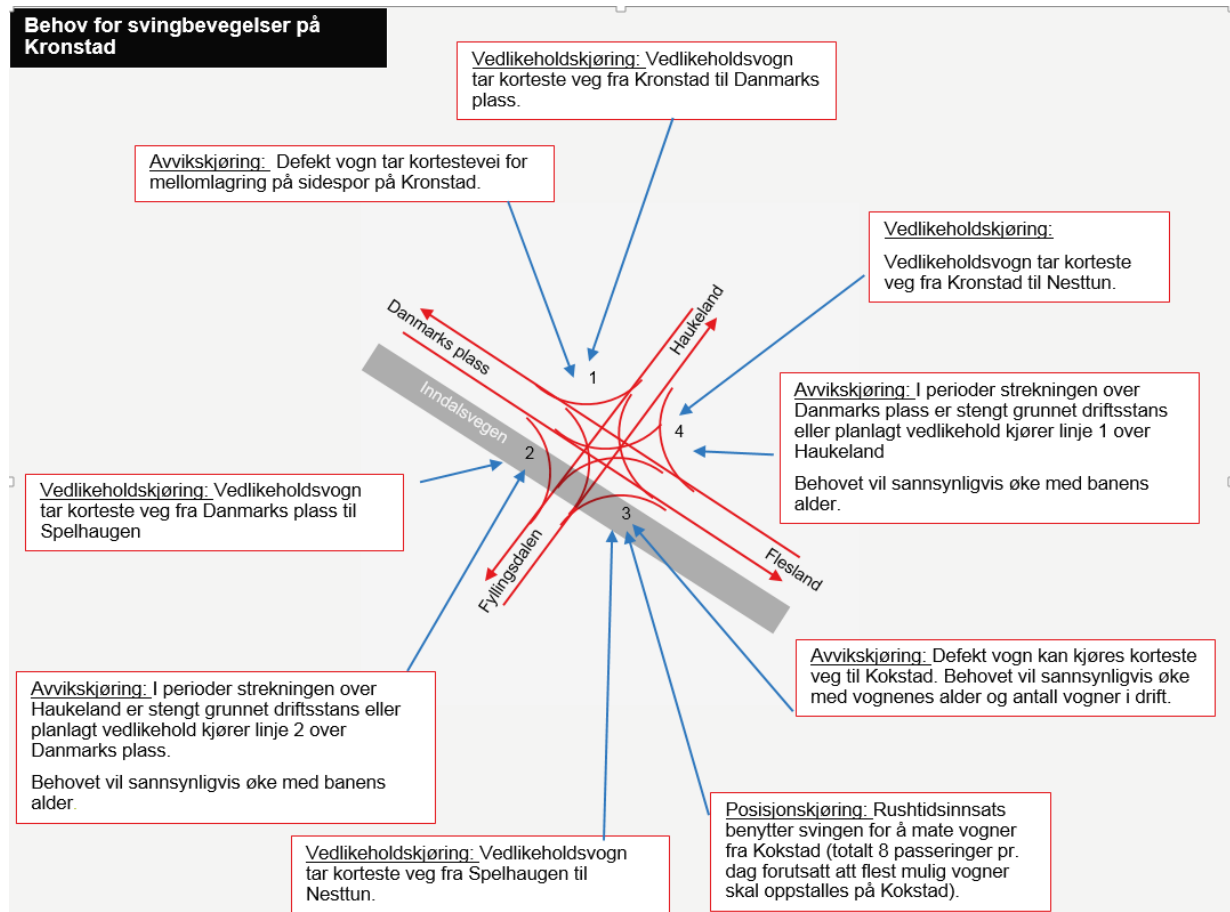 Behov for svingbevegelser på
Kronstad
Vedlikeholdskjøring: Vedlikeholdsvogn
tar korteste veg fra Kronstad til Danmarks
plass.
Avvikskjøring:  Defekt vogn tar kortestevei for
mellomlagring på sidespor på Kronstad.
Vedlikeholdskjøring:
Vedlikeholdsvogn tar korteste
veg fra Kronstad til Nesttun.
Danmarks plass
Haukeland
1
Inndalsvegen
Avvikskjøring: I perioder strekningen over
Danmarks plass er stengt grunnet driftsstans
eller planlagt vedlikehold kjører linje 1 over
Haukeland
Behovet vil sannsynligvis øke med banens
alder.
4
2
Vedlikeholdskjøring: Vedlikeholdsvogn
tar korteste veg fra Danmarks plass til
Spelhaugen
3
Fyllingsdalen
Flesland
Avvikskjøring: Defekt vogn kan kjøres korteste
veg til Kokstad. Behovet vil sannsynligvis øke
med vognenes alder og antall vogner i drift.
Avvikskjøring: I perioder strekningen over
Haukeland er stengt grunnet driftsstans eller
planlagt vedlikehold kjører linje 2 over
Danmarks plass.
Behovet vil sannsynligvis øke med banens
alder.
Vedlikeholdskjøring: Vedlikeholdsvogn
tar korteste veg fra Spelhaugen til
Nesttun.
Posisjonskjøring: Rushtidsinnsats
benytter svingen for å mate vogner
fra Kokstad (totalt 8 passeringer pr.
dag forutsatt att flest mulig vogner
skal oppstalles på Kokstad).